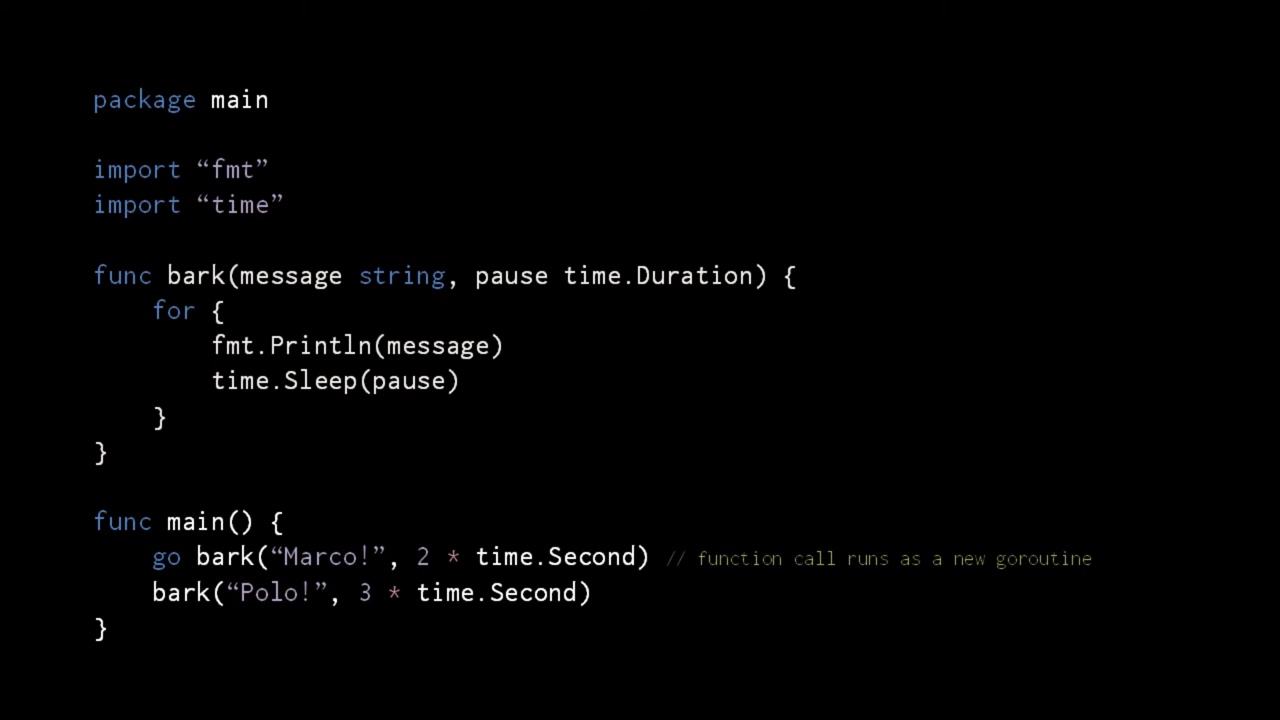 package main
import “fmt”
import “time”
func bark(message string, pause time.Duration) {
for {
fmt.Println(message)
time.Sleep(pause)
}
}
func main() {
go bark(“Marco!”, 2 * time.Second) // function call runs as a new goroutine
bark(“Polo!”, 3 * time.Second)
}